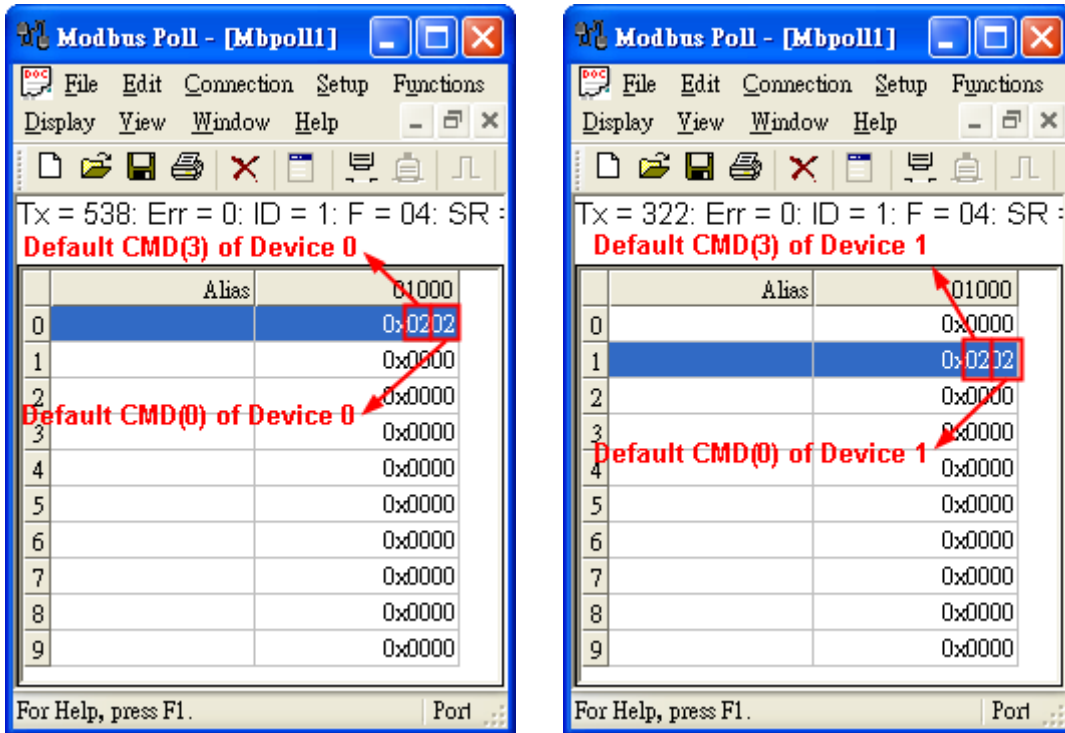 Modbus Poll - [Mbpoll1]
File Edit Connection Setup Functions
Display View Window Help
Tx = 538: Err = 0: ID = 1: F = 04: SR
Default CMD(3) of Device 0
Alias 01000
0 0x0202
1 0x0000
2 0x0000
Default CMD(0) of Device 0
3 0x0000
4 0x0000
5 0x0000
6 0x0000
7 0x0000
8 0x0000
9 0x0000
For Help, press F1. Port
Modbus Poll - [Mbpoll1]
File Edit Connection Setup Functions
Display View Window Help
Tx = 322: Err = 0: ID = 1: F = 04: SR
Default CMD(3) of Device 1
Alias 01000
0 0x0000
1 0x0202
2 0x0000
3 0x0000
Default CMD(0) of Device 1
4 0x0000
5 0x0000
6 0x0000
7 0x0000
8 0x0000
9 0x0000
For Help, press F1. Port